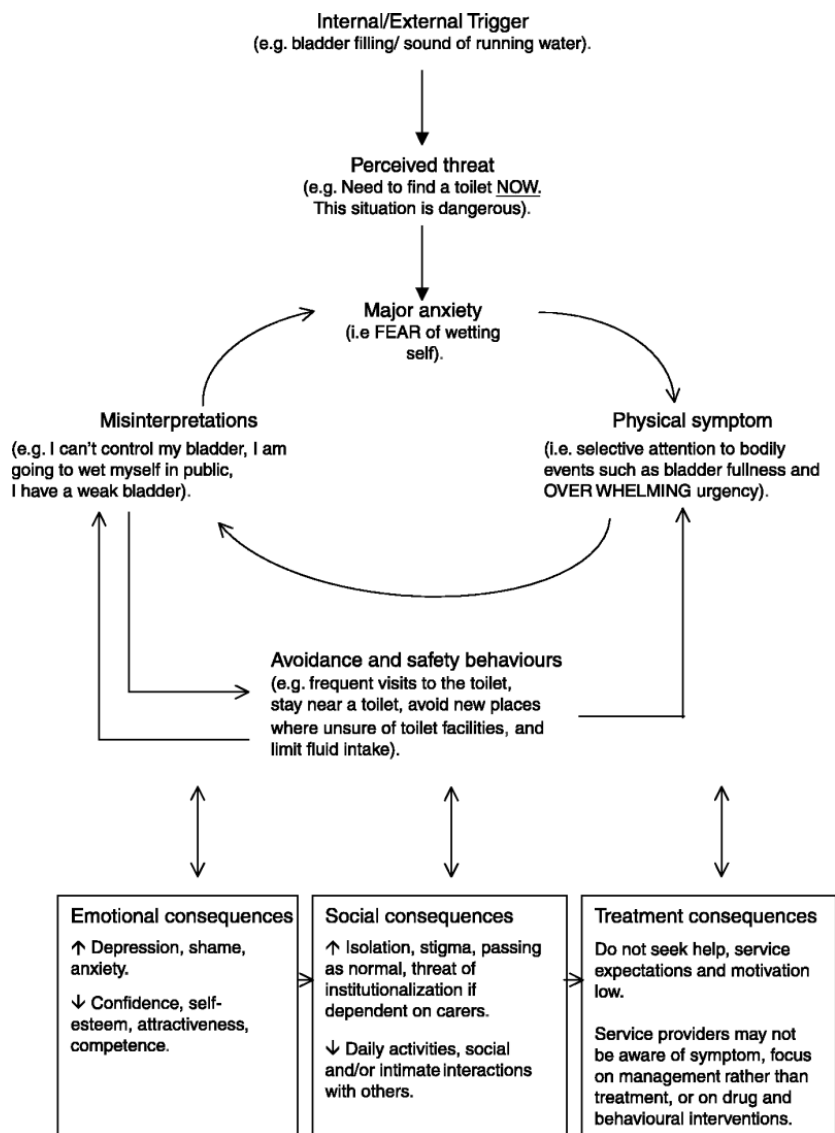 Internal/External Trigger
(e.g. bladder filling/ sound of running water).
Perceived threat
(e.g. Need to find a toilet NOW.
This situation is dangerous).
Major anxiety
(i.e FEAR of wetting
self).
Misinterpretations
(e.g. I can't control my bladder, I am
going to wet myself in public,
I have a weak bladder).
Physical symptom
(i.e. selective attention to bodily
events such as bladder fullness and
OVER WHELMING urgency).
Avoidance and safety behaviours
(e.g. frequent visits to the toilet,
stay near a toilet, avoid new places
where unsure of toilet facilities, and
limit fluid intake).
Emotional consequences
↑ Depression, shame,
anxiety.
↓ Confidence, self-
esteem, attractiveness,
competence.
Social consequences
↑ Isolation, stigma, passing
as normal, threat of
institutionalization if
dependent on carers.
↓ Daily activities, social
and/or intimate interactions
with others.
Treatment consequences
Do not seek help, service
expectations and motivation
low.
Service providers may not
be aware of symptom, focus
on management rather than
treatment, or on drug and
behavioural interventions.